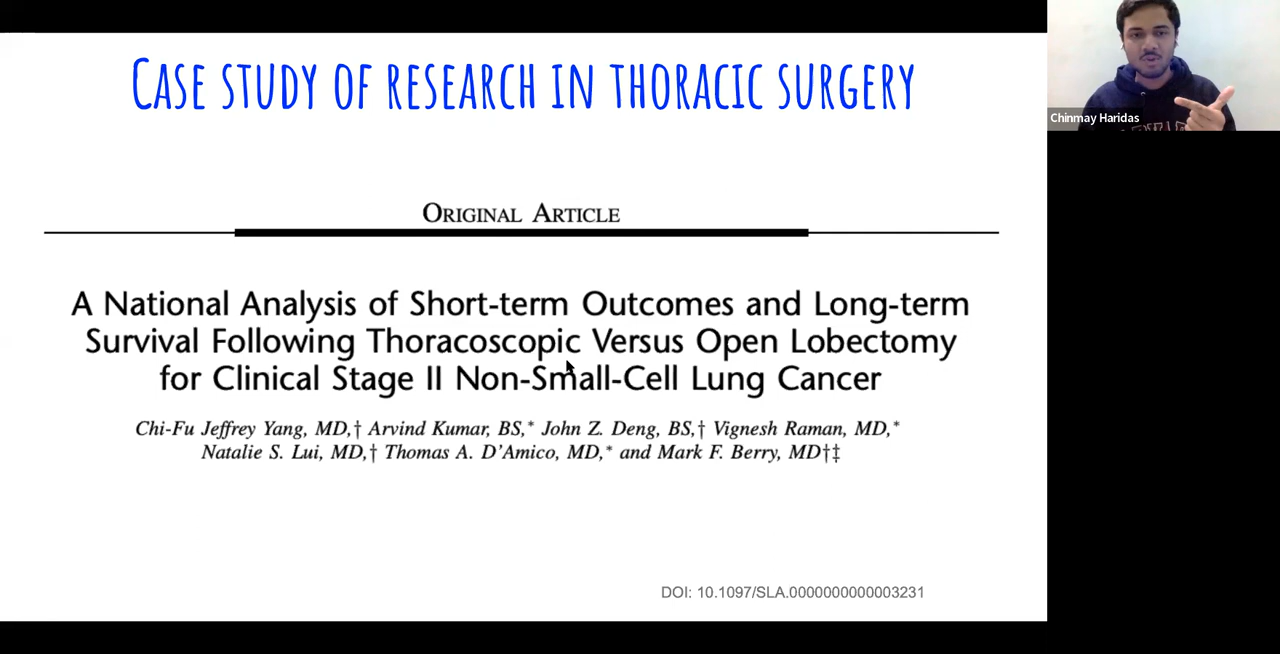 CASE STUDY OF RESEARCH IN THORACIC SURGERY
ORIGINAL ARTICLE
A National Analysis of Short-term Outcomes and Long-term
Survival Following Thoracoscopic Versus Open Lobectomy
for Clinical Stage II Non-Small-Cell Lung Cancer
Chi-Fu Jeffrey Yang, MD,† Arvind Kumar, BS,* John Z. Deng, BS,† Vignesh Raman, MD,*
Natalie S. Lui, MD,† Thomas A. D’Amico, MD,* and Mark F. Berry, MD†‡
DOI: 10.1097/SLA.0000000000003231
Chinmay Haridas